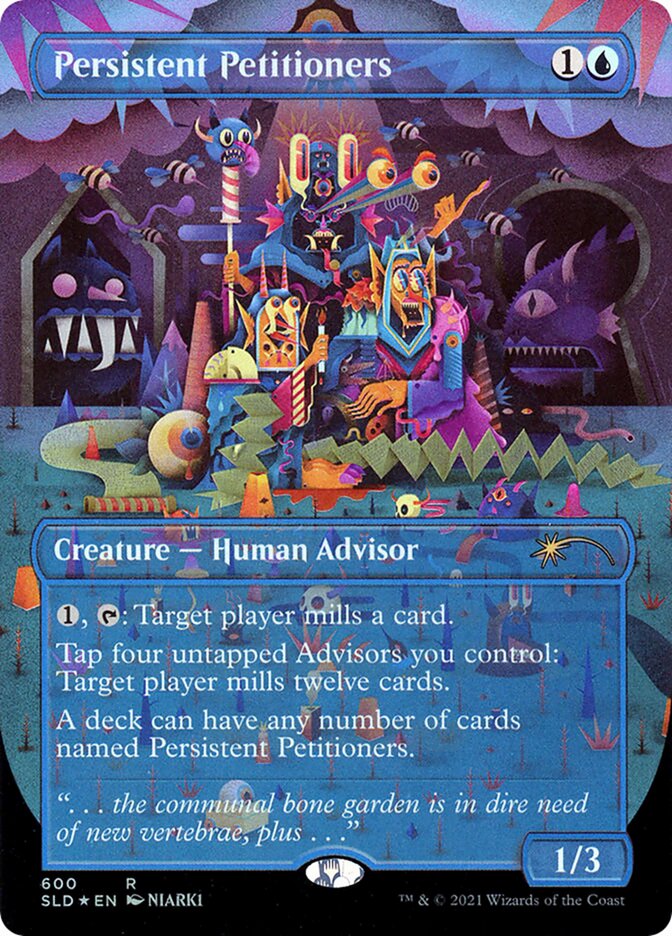 Persistent Petitioners 1
Creature — Human Advisor
1, : Target player mills a card.
Tap four untapped Advisors you control:
Target player mills twelve cards.
A deck can have any number of cards
named Persistent Petitioners.
“. . . the communal bone garden is in dire need
of new vertebrae, plus . . .”
1/3
600 R
SLD ★ EN NIARKI
™ & © 2021 Wizards of the Coast